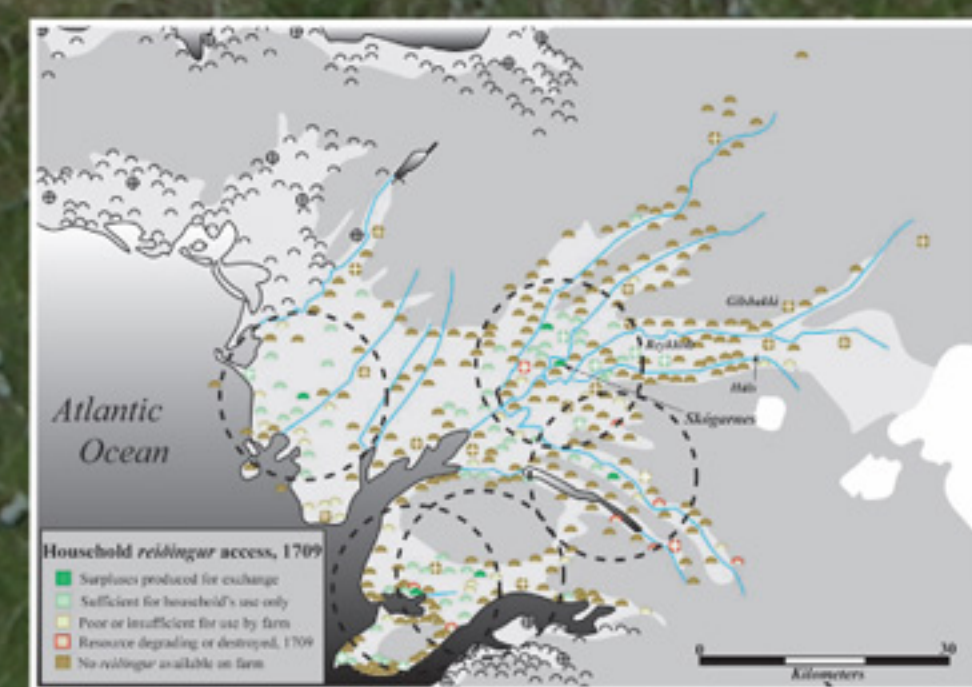 Gilsbakki
Háls
Skógarnes
Atlantic
Ocean
Household reiðingur access, 1709
Surpluses produced for exchange
Sufficient for household's use only
Poor or insufficient for use by farm
Resource degrading or destroyed, 1709
No reiðingur available on farm
0 30
Kilometers